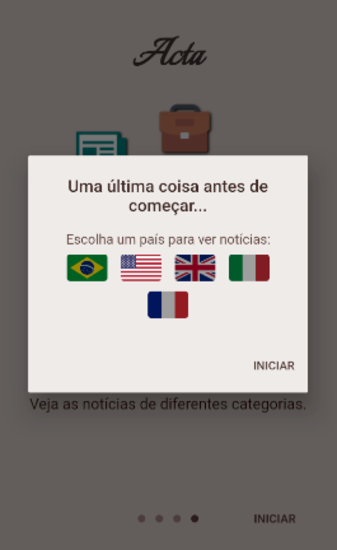 Acta
Uma última coisa antes de
começar...
Escolha um país para ver notícias:
INICIAR
Veja as notícias de diferentes categorias.
INICIAR